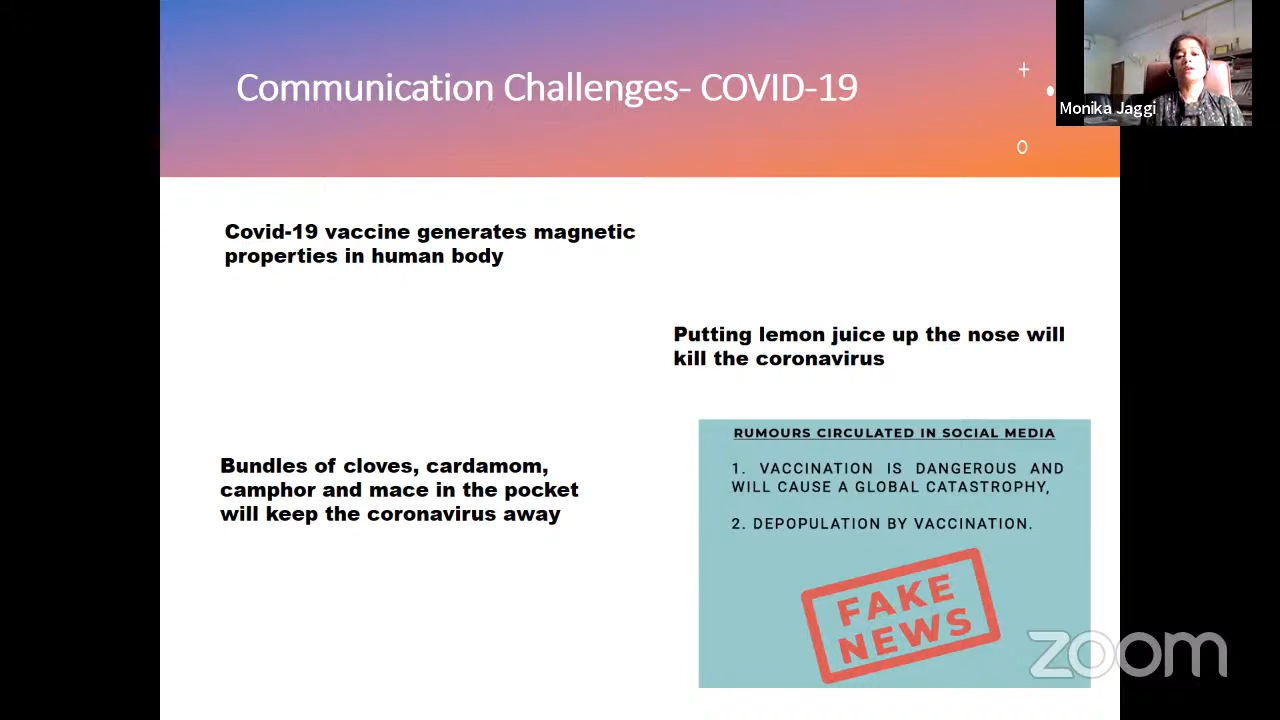 Communication Challenges- COVID-19
Monika Jaggi
Covid-19 vaccine generates magnetic
properties in human body
Putting lemon juice up the nose will
kill the coronavirus
Bundles of cloves, cardamom,
camphor and mace in the pocket
will keep the coronavirus away
RUMOURS CIRCULATED IN SOCIAL MEDIA
1. VACCINATION IS DANGEROUS AND
WILL CAUSE A GLOBAL CATASTROPHY,
2. DEPOPULATION BY VACCINATION.
FAKE
NEWS
zoom